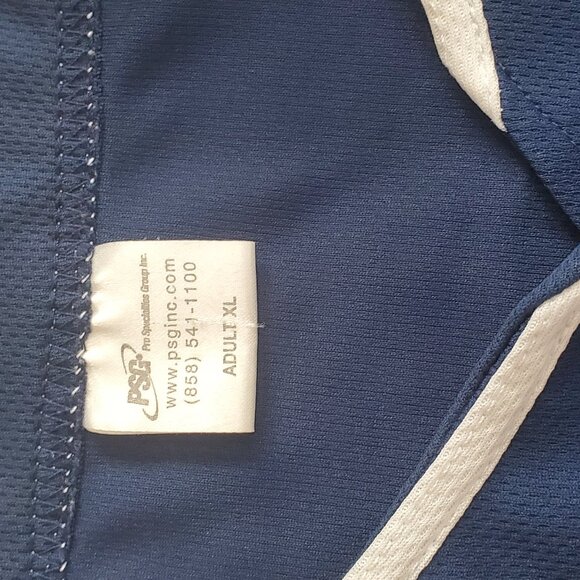 PSG
Pro Specialties Group Inc.
www.psginc.com
(858) 541-1100
ADULT XL